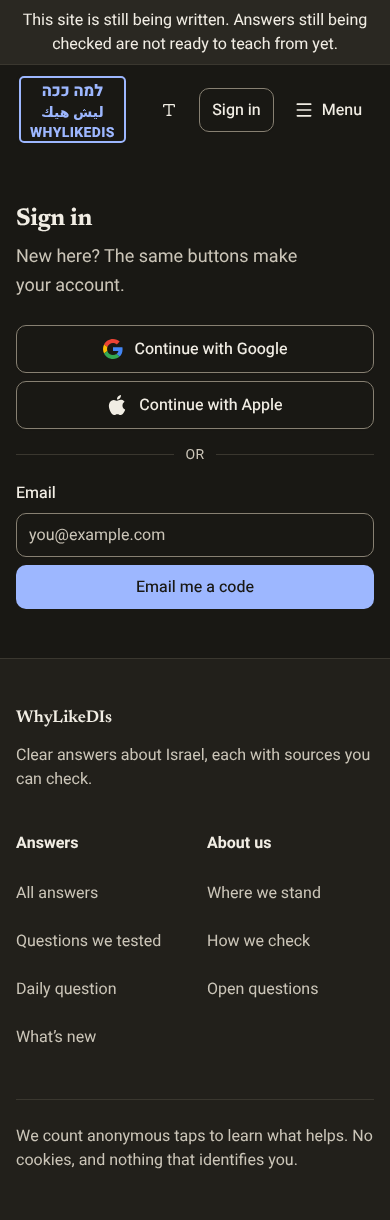 This site is still being written. Answers still being
checked are not ready to teach from yet.
למה ככה
ليش هيك
WHYLIKEDIS
T
Sign in
Menu
Sign in
New here? The same buttons make
your account.
Continue with Google
Continue with Apple
OR
Email
you@example.com
Email me a code
WhyLikeDIs
Clear answers about Israel, each with sources you
can check.
Answers
All answers
Questions we tested
Daily question
What's new
About us
Where we stand
How we check
Open questions
We count anonymous taps to learn what helps. No
cookies, and nothing that identifies you.